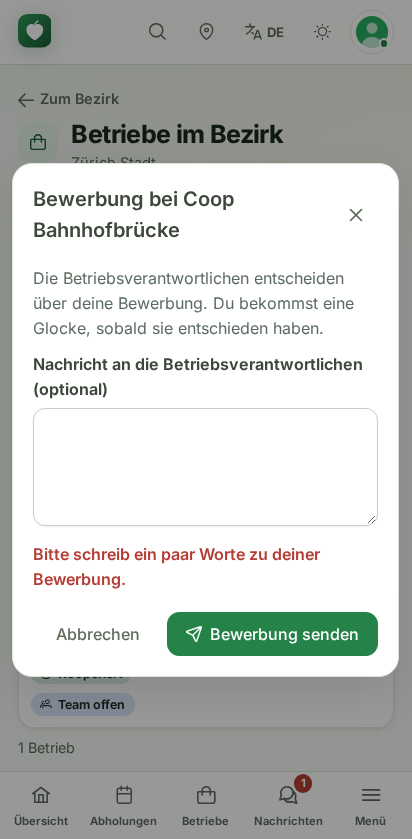 DE
Zum Bezirk
Betriebe im Bezirk
Zürich Stadt
Bewerbung bei Coop
Bahnhofbrücke
Die Betriebsverantwortlichen entscheiden
über deine Bewerbung. Du bekommst eine
Glocke, sobald sie entschieden haben.
Nachricht an die Betriebsverantwortlichen
(optional)
Bitte schreib ein paar Worte zu deiner
Bewerbung.
Abbrechen
Bewerbung senden
Team offen
1 Betrieb
1
Übersicht
Abholungen
Betriebe
Nachrichten
Menü